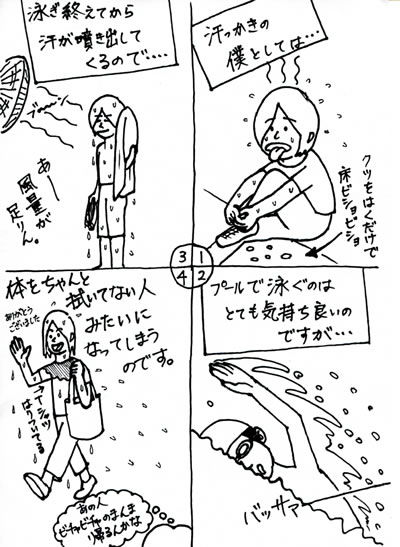 汗っかきの
僕としては…
クツをはくだけで
床ビショビショ
1
2
プールで泳ぐのは
とても気持ち良いの
ですが…
バッサァ
3
4
泳ぎ終えてから
汗が噴き出して
くるので‥‥
ブーーン
あー
風量が
足りん。
体をちゃんと
拭いてない人
みたいに
なってしまう
のです。
ありがとう
ございました
Tシャツ
はりついてる
あの人
ビチャビチャのまんま
帰るんかな